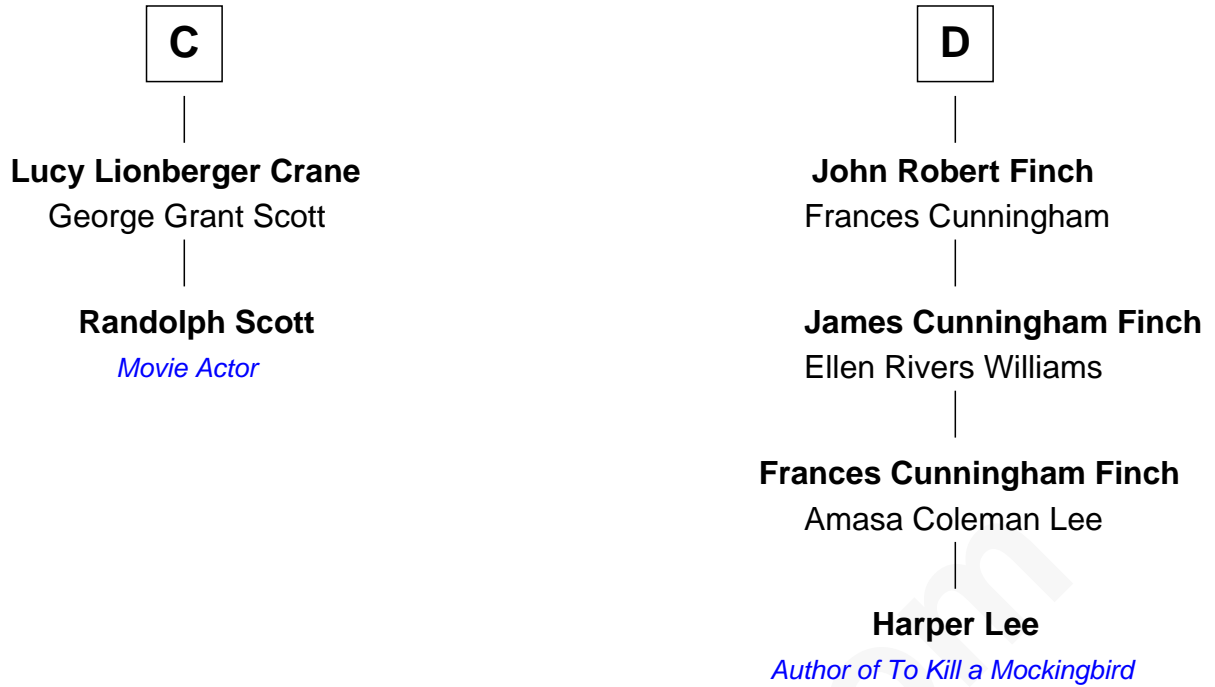 C
Lucy Lionberger Crane
George Grant Scott
Randolph Scott
Movie Actor
D
John Robert Finch
Frances Cunningham
James Cunningham Finch
Ellen Rivers Williams
Frances Cunningham Finch
Amasa Coleman Lee
Harper Lee
Author of To Kill a Mockingbird